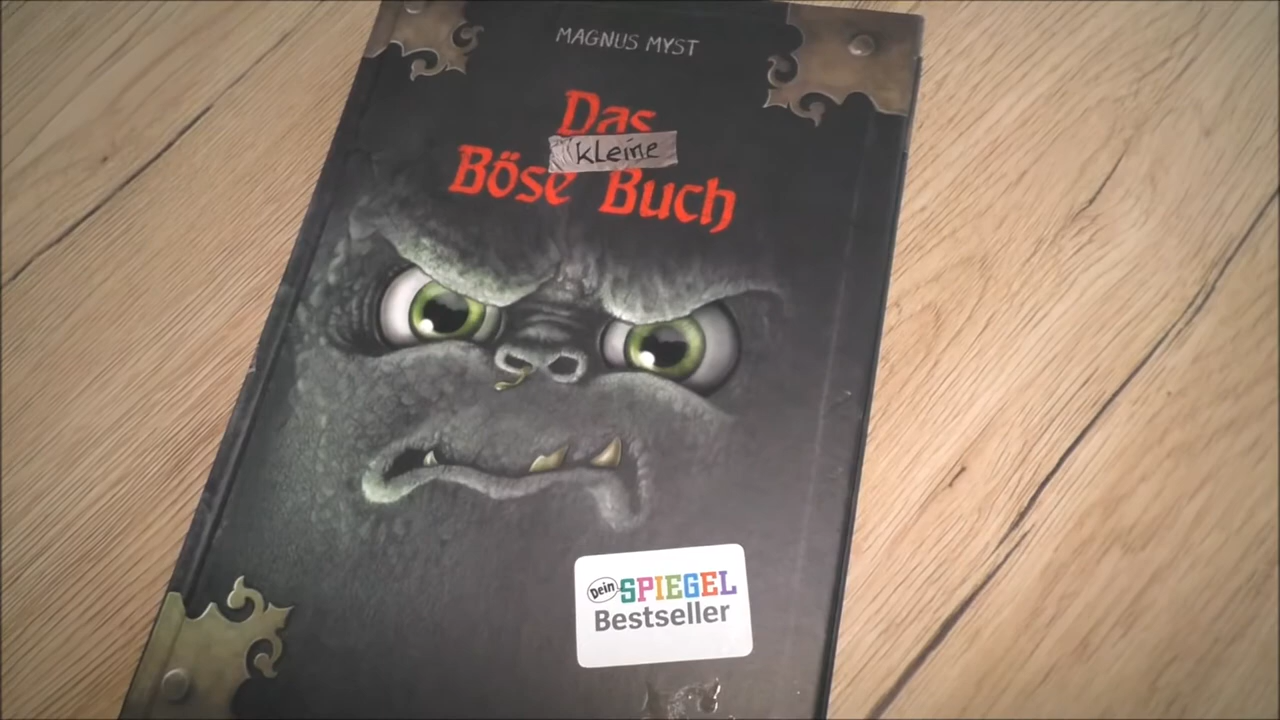 MAGNUS MYST
Das
kLeine
Böse Buch
Dein SPIEGEL
Bestseller